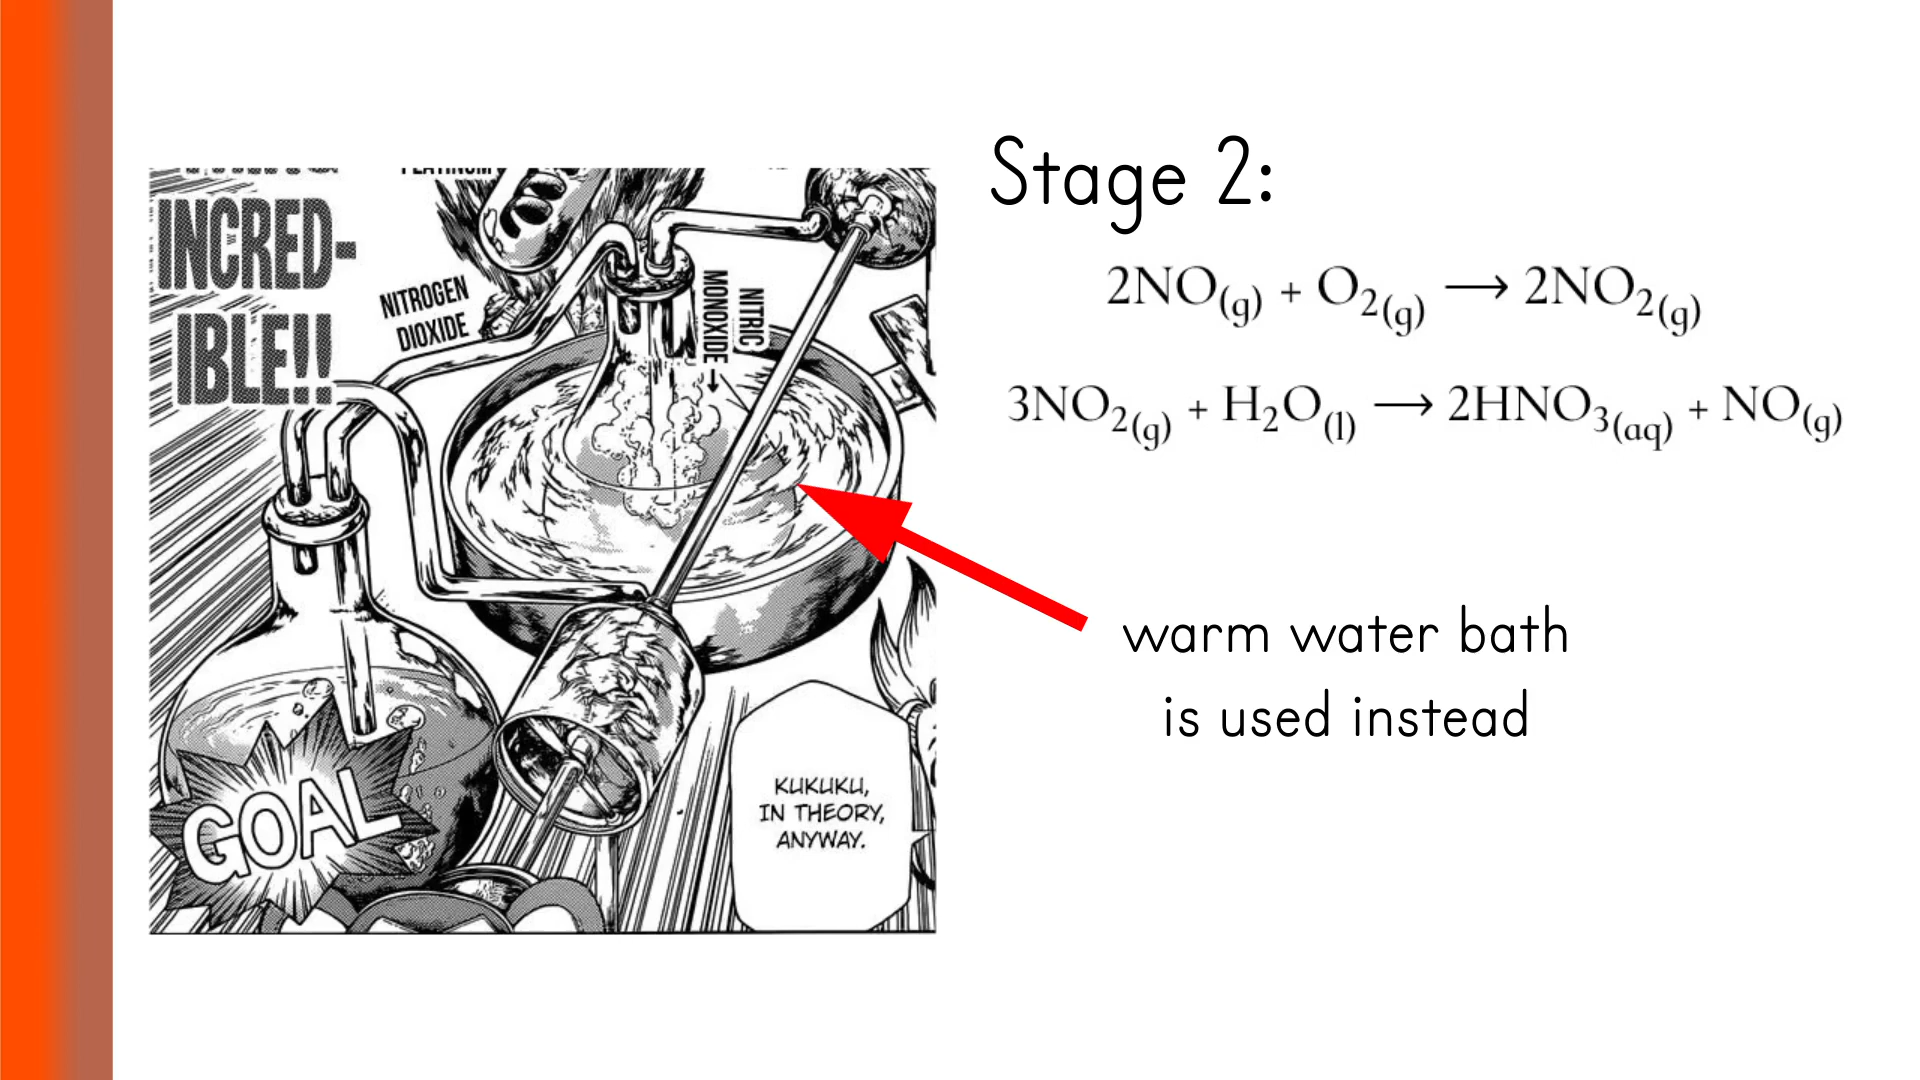 INCRED-
IBLE!!
PLATINUM
NITROGEN
DIOXIDE
NITRIC
MONOXIDE
GOAL
KUKUKU,
IN THEORY,
ANYWAY.
Stage 2:
2NO(g) + O2(g) ⟶ 2NO2(g)
3NO2(g) + H2O(l) ⟶ 2HNO3(aq) + NO(g)
warm water bath
is used instead